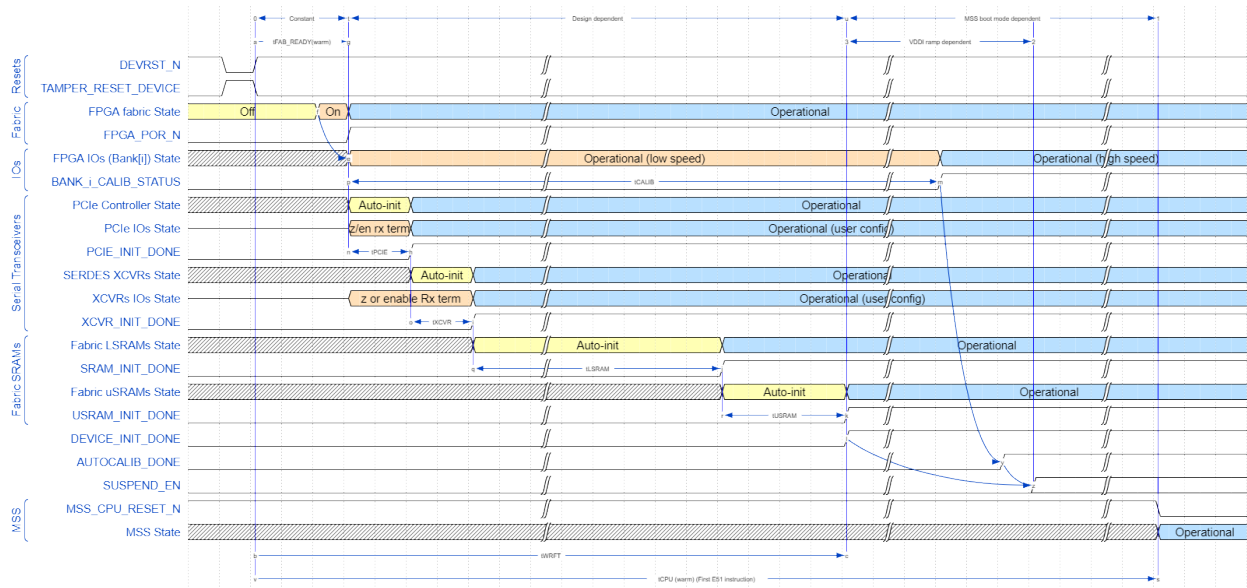 Constant
Design dependent
MSS boot mode dependent
tFAB_READY(warm)
VDDI ramp dependent
Resets
DEVRST_N
TAMPER_RESET_DEVICE
Fabric
FPGA fabric State
Off
On
Operational
FPGA_POR_N
IOs
FPGA IOs (Bank[i]) State
Operational (low speed)
Operational (high speed)
BANK_i_CALIB_STATUS
tCALIB
Serial Transceivers
PCIe Controller State
Auto-init
Operational
PCIe IOs State
z/en rx term
Operational (user config)
PCIE_INIT_DONE
tPCIE
SERDES XCVRs State
Auto-init
Operational
XCVRs IOs State
z or enable Rx term
Operational (user config)
XCVR_INIT_DONE
tXCVR
Fabric SRAMs
Fabric LSRAMs State
Auto-init
Operational
SRAM_INIT_DONE
tLSRAM
Fabric uSRAMs State
Auto-init
Operational
USRAM_INIT_DONE
tUSRAM
DEVICE_INIT_DONE
AUTOCALIB_DONE
SUSPEND_EN
MSS
MSS_CPU_RESET_N
MSS State
Operational
tWRFT
tCPU (warm) (First E51 instruction)